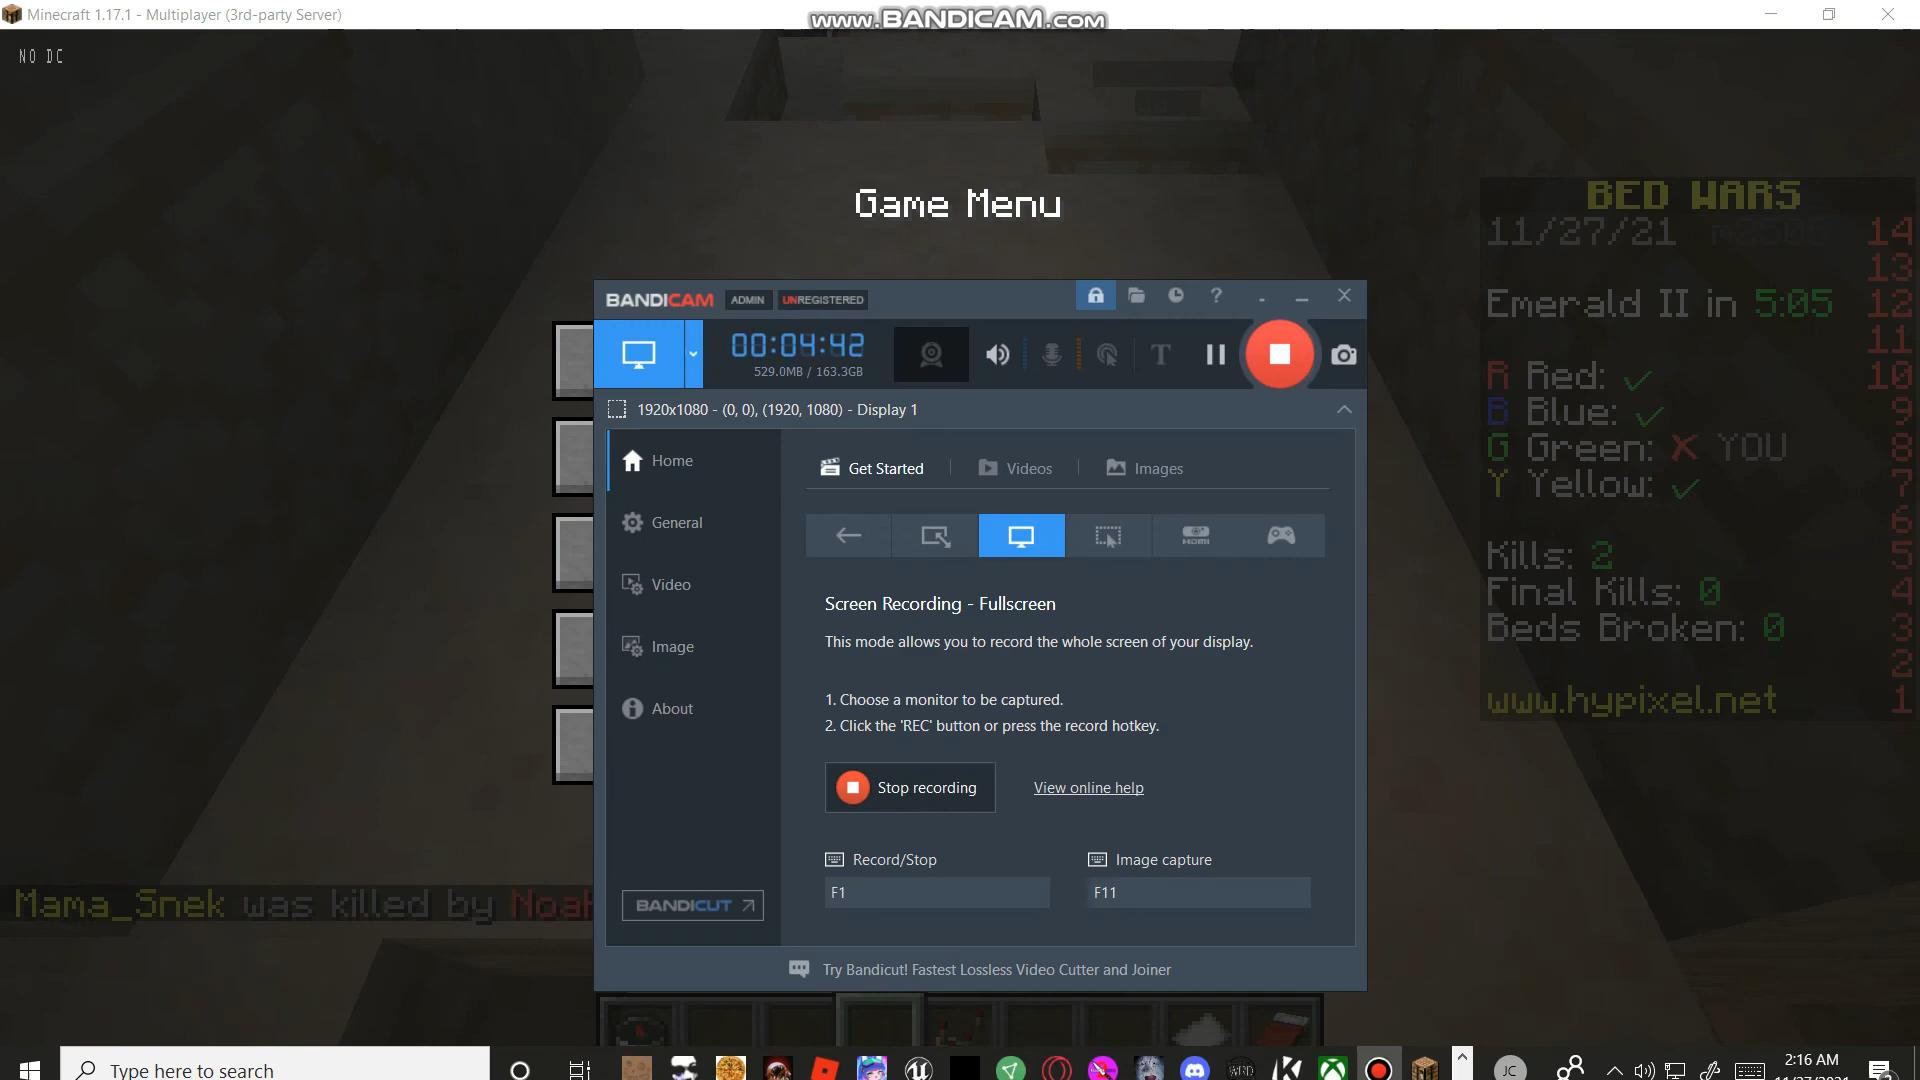 Minecraft 1.17.1 - Multiplayer (3rd-party Server)
www.BANDICAM.com
NO DC
Game Menu
BED WARS
11/27/21 14
13
Emerald II in 5:05 12
11
R Red: ✓ 10
B Blue: ✓ 9
G Green: ✗ YOU 8
Y Yellow: ✓ 7
6
Kills: 2 5
Final Kills: 0 4
Beds Broken: 0 3
2
www.hypixel.net 1
BANDICAM ADMIN UNREGISTERED
00:04:42
529.0MB / 163.3GB
1920x1080 - (0, 0), (1920, 1080) - Display 1
Home
General
Video
Image
About
BANDICUT
Get Started Videos Images
HDMI
Screen Recording - Fullscreen
This mode allows you to record the whole screen of your display.
1. Choose a monitor to be captured.
2. Click the 'REC' button or press the record hotkey.
Stop recording View online help
Record/Stop Image capture
F1 F11
Try Bandicut! Fastest Lossless Video Cutter and Joiner
Mama_Snek was killed by Noah
Type here to search
JC
2:16 AM
11/27/2021